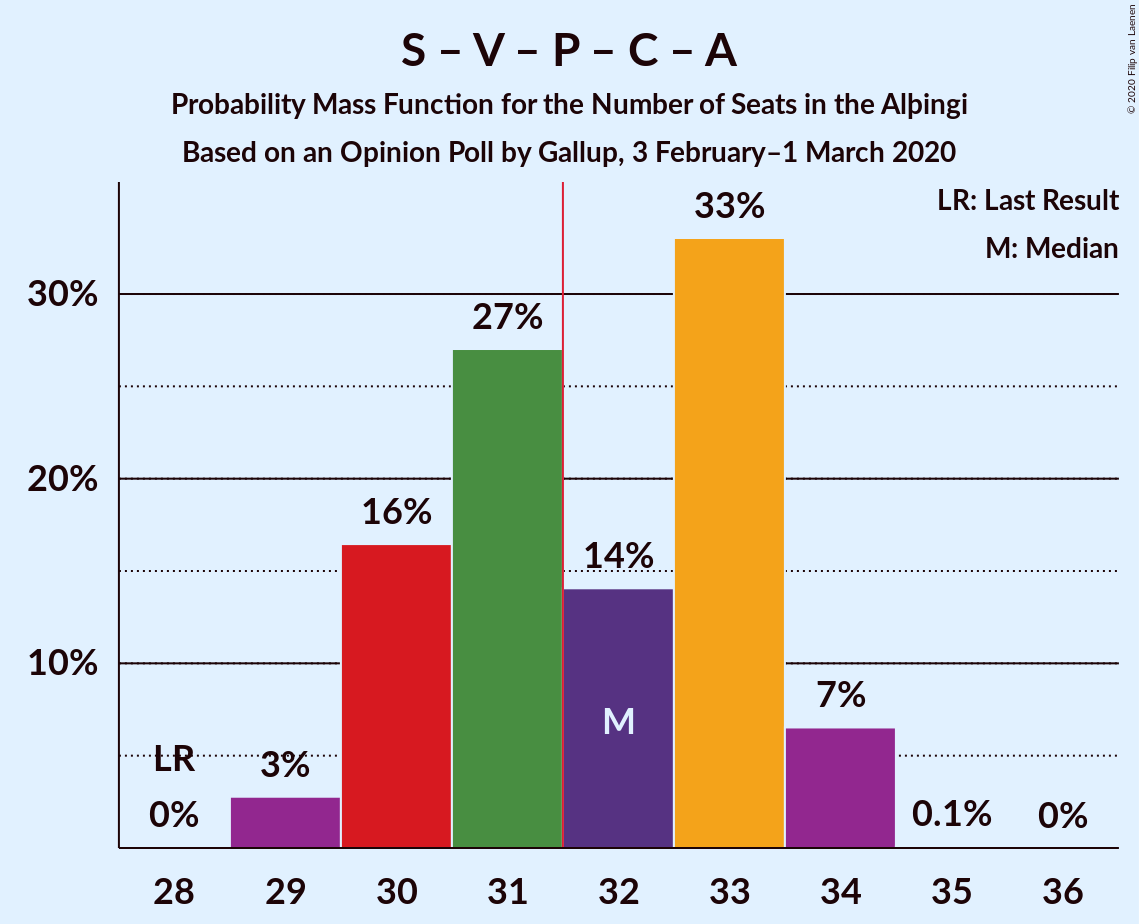 S – V – P – C – A
Probability Mass Function for the Number of Seats in the Alþingi
Based on an Opinion Poll by Gallup, 3 February–1 March 2020
© 2020 Filip van Laenen
LR: Last Result
M: Median
33%
30%
27%
20%
16%
14%
10%
7%
M
LR
3%
0%
0.1%
0%
28 29 30 31 32 33 34 35 36